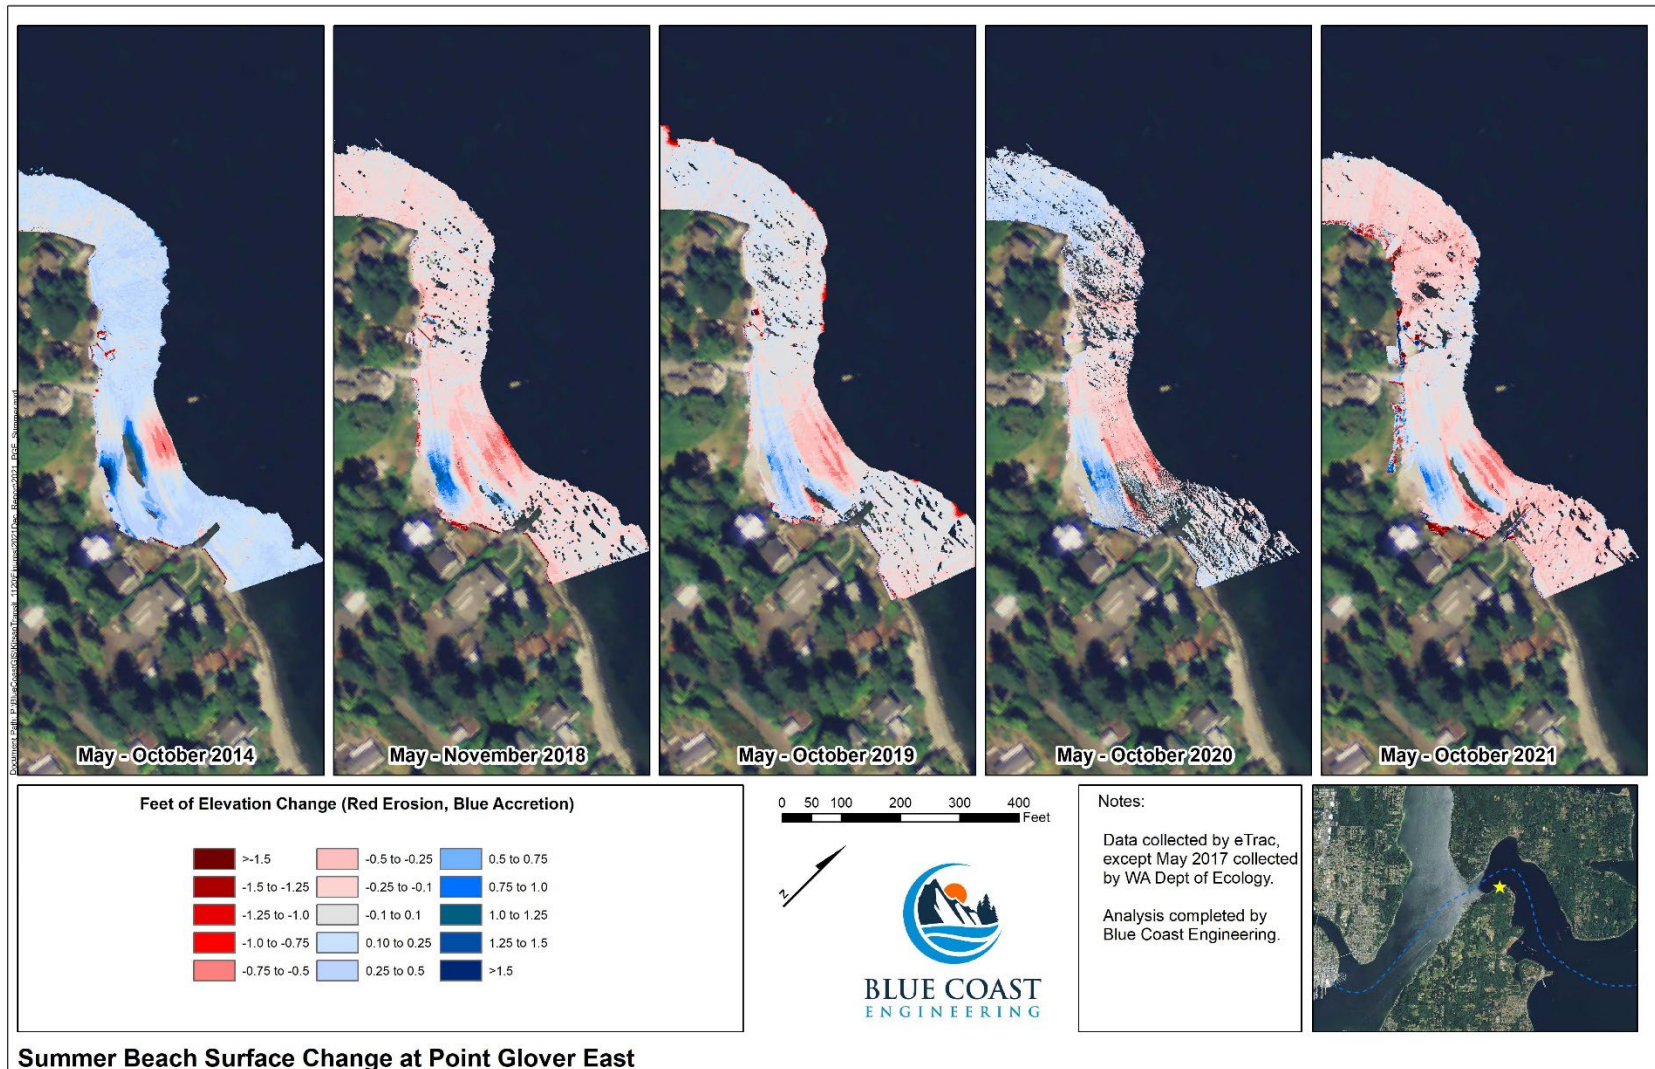 May - October 2014
May - November 2018
May - October 2019
May - October 2020
May - October 2021
Feet of Elevation Change (Red Erosion, Blue Accretion)
>-1.5
-1.5 to -1.25
-1.25 to -1.0
-1.0 to -0.75
-0.75 to -0.5
-0.5 to -0.25
-0.25 to -0.1
-0.1 to 0.1
0.10 to 0.25
0.25 to 0.5
0.5 to 0.75
0.75 to 1.0
1.0 to 1.25
1.25 to 1.5
>1.5
0 50 100 200 300 400
Feet
N
BLUE COAST
ENGINEERING
Notes:
Data collected by eTrac,
except May 2017 collected
by WA Dept of Ecology.
Analysis completed by
Blue Coast Engineering.
Summer Beach Surface Change at Point Glover East